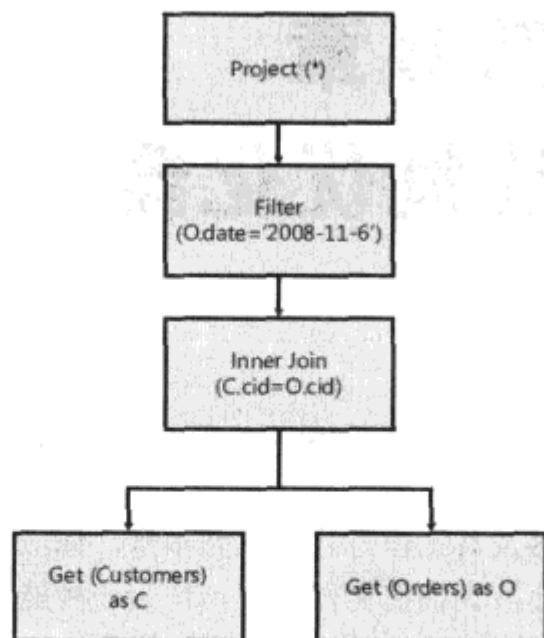 Project (*)
Filter
(O.date='2008-11-6')
Inner Join
(C.cid=O.cid)
Get (Customers)
as C
Get (Orders) as O